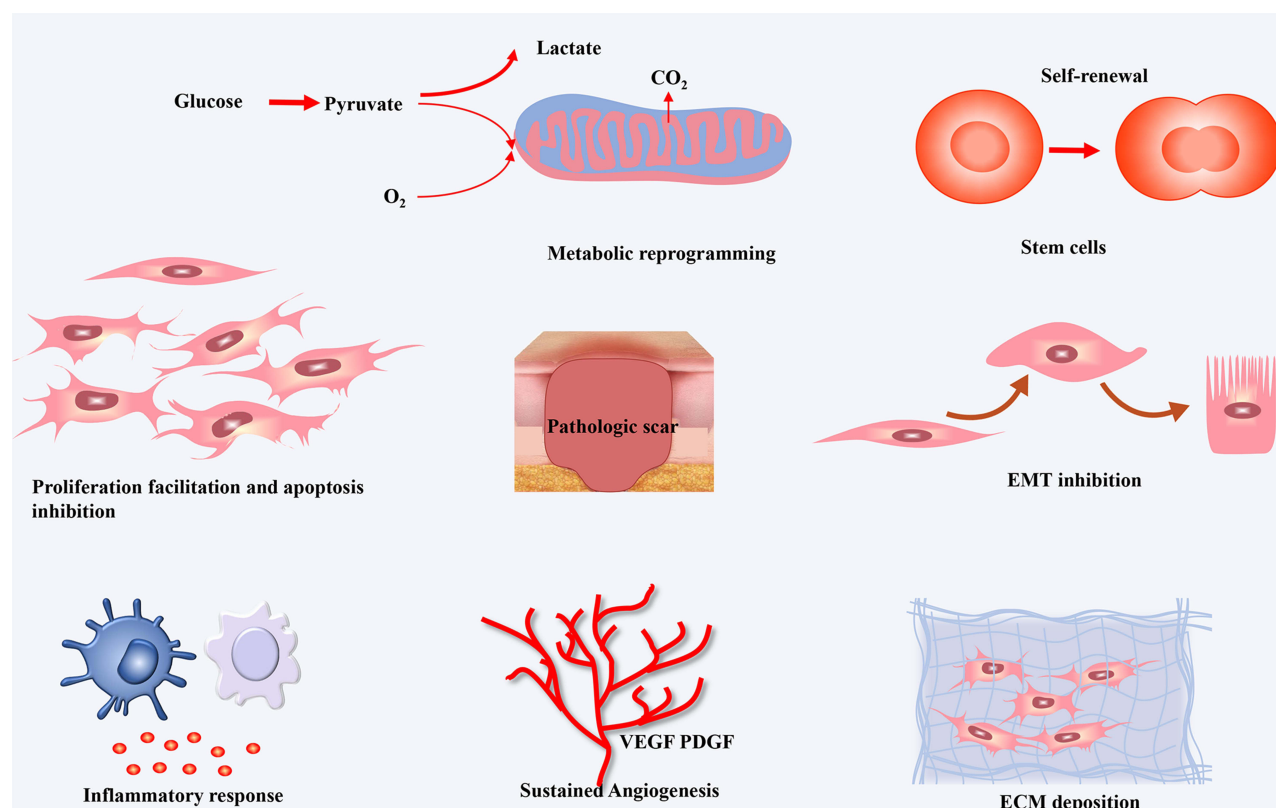 Lactate
CO₂
Glucose
Pyruvate
Self-renewal
O₂
Metabolic reprogramming
Stem cells
Pathologic scar
Proliferation facilitation and apoptosis
inhibition
EMT inhibition
VEGF PDGF
Sustained Angiogenesis
Inflammatory response
ECM deposition